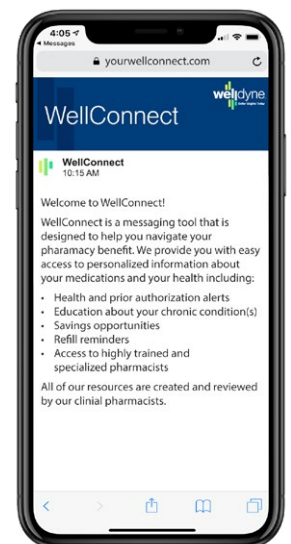 4:05
Messages
yourwellconnect.com
WellConnect
welldyne
WellConnect
10:15 AM
Welcome to WellConnect!
WellConnect is a messaging tool that is
designed to help you navigate your
pharamacy benefit. We provide you with easy
access to personalized information about
your medications and your health including:
• Health and prior authorization alerts
• Education about your chronic condition(s)
• Savings opportunities
• Refill reminders
• Access to highly trained and
specialized pharmacists
All of our resources are created and reviewed
by our clinial pharmacists.